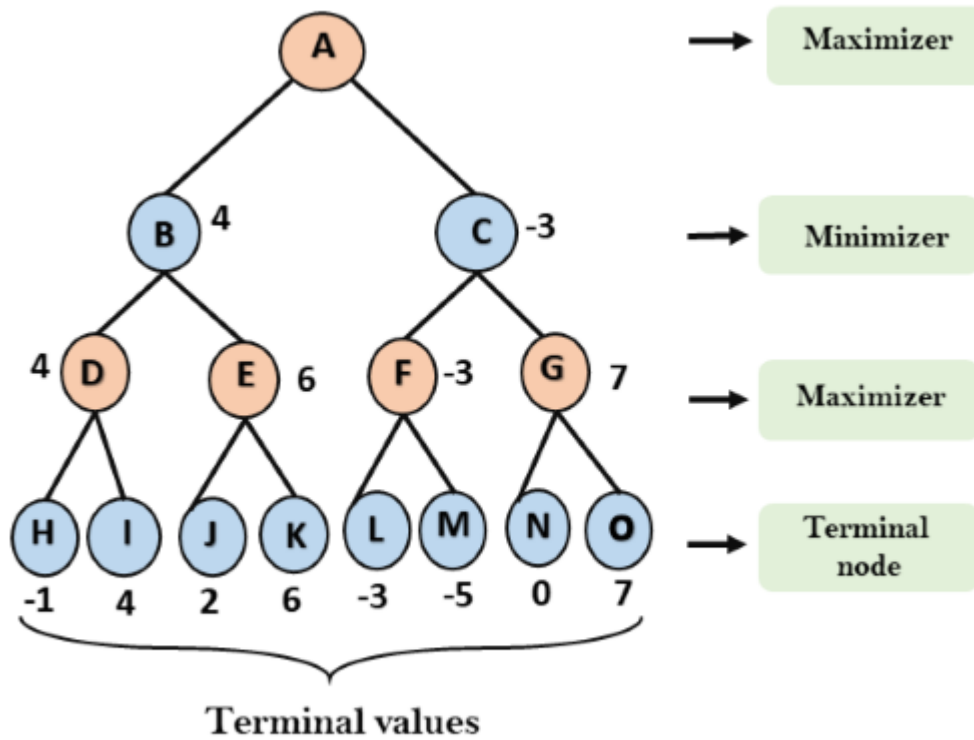 A
Maximizer
B 4
C -3
Minimizer
4 D
E 6
F -3
G 7
Maximizer
H I J K L M N O
Terminal
node
-1 4 2 6 -3 -5 0 7
Terminal values